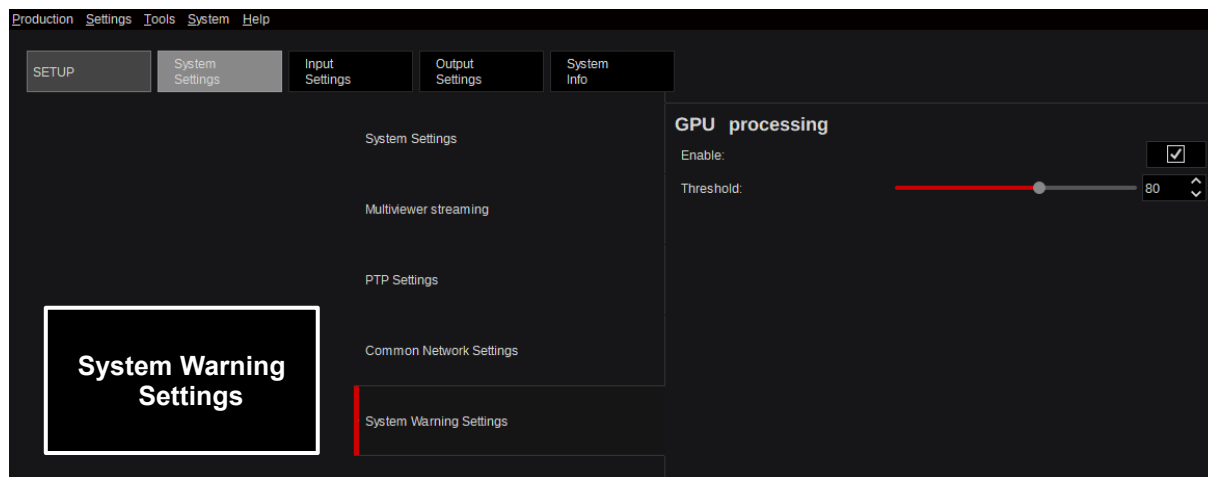 Production Settings Tools System Help
SETUP
System
Settings
Input
Settings
Output
Settings
System
Info
System Settings
Multiviewer streaming
PTP Settings
Common Network Settings
System Warning Settings
System Warning
Settings
GPU processing
Enable:
Threshold:
80